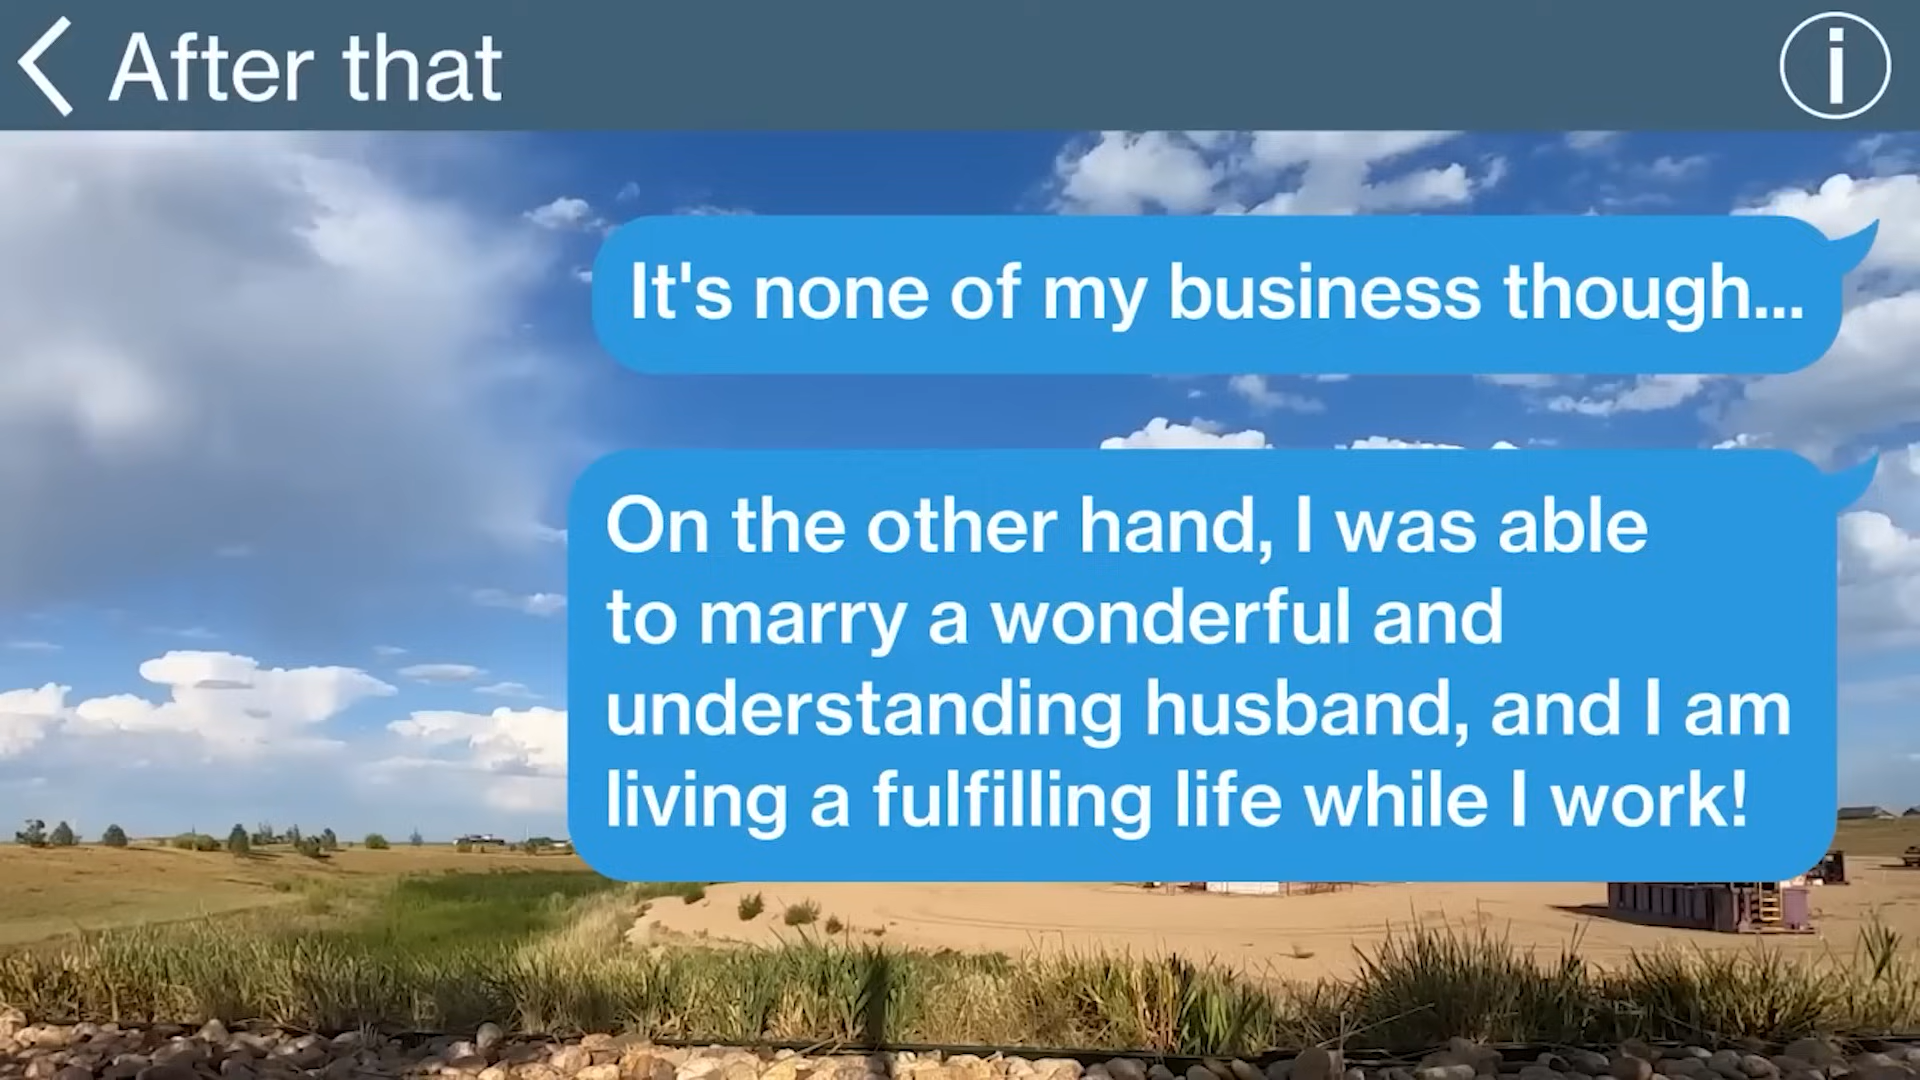 After that
It's none of my business though...
On the other hand, I was able
to marry a wonderful and
understanding husband, and I am
living a fulfilling life while I work!